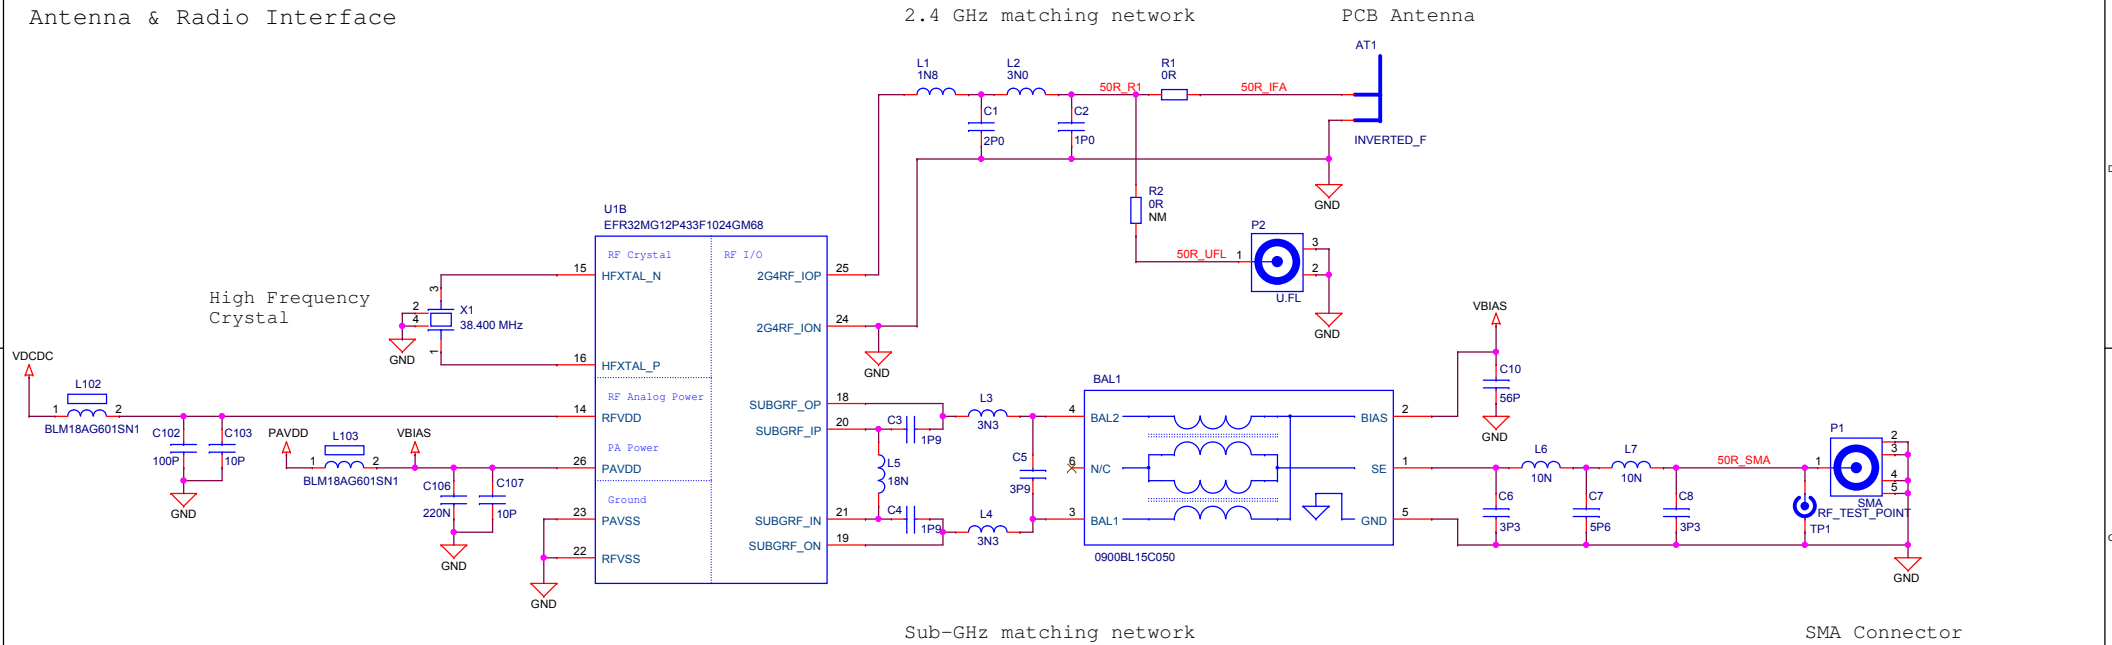 Antenna & Radio Interface
2.4 GHz matching network
PCB Antenna
AT1
INVERTED_F
L1
1N8
L2
3N0
C1
2P0
C2
1P0
50R_R1
R1
0R
50R_IFA
GND
R2
0R
NM
50R_UFL
P2
1
3
2
U.FL
GND
U1B
EFR32MG12P433F1024GM68
RF Crystal
RF I/O
15
HFXTAL_N
2G4RF_IOP
25
2G4RF_ION
24
GND
16
HFXTAL_P
High Frequency
Crystal
3
2
4
1
X1
38.400 MHz
GND
VDCDC
L102
1
2
BLM18AG601SN1
C102
100P
C103
10P
GND
14
RF Analog Power
RFVDD
PAVDD
L103
1
2
BLM18AG601SN1
VBIAS
C106
220N
C107
10P
GND
26
PA Power
PAVDD
Ground
23
PAVSS
22
RFVSS
GND
SUBGRF_OP
18
SUBGRF_IP
20
SUBGRF_IN
21
SUBGRF_ON
19
C3
1P9
L5
18N
C4
1P9
L3
3N3
L4
3N3
C5
3P9
BAL1
4
BAL2
6
N/C
3
BAL1
BIAS
2
SE
1
GND
5
0900BL15C050
VBIAS
C10
56P
GND
L6
10N
L7
10N
C6
3P3
C7
5P6
C8
3P3
50R_SMA
P1
1
2
3
4
5
SMA
RF_TEST_POINT
TP1
GND
Sub-GHz matching network
SMA Connector